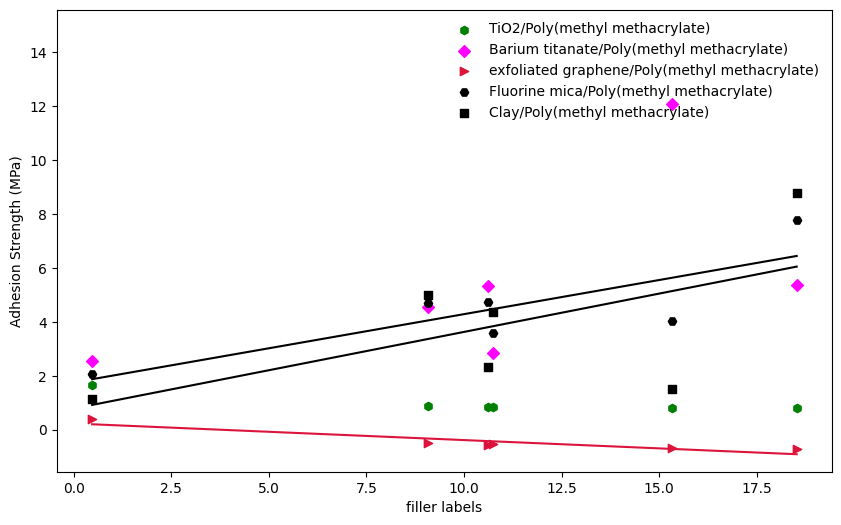 TiO2/Poly(methyl methacrylate)
Barium titanate/Poly(methyl methacrylate)
exfoliated graphene/Poly(methyl methacrylate)
Fluorine mica/Poly(methyl methacrylate)
Clay/Poly(methyl methacrylate)
Adhesion Strength (MPa)
14
12
10
8
6
4
2
0
0.0 2.5 5.0 7.5 10.0 12.5 15.0 17.5
filler labels